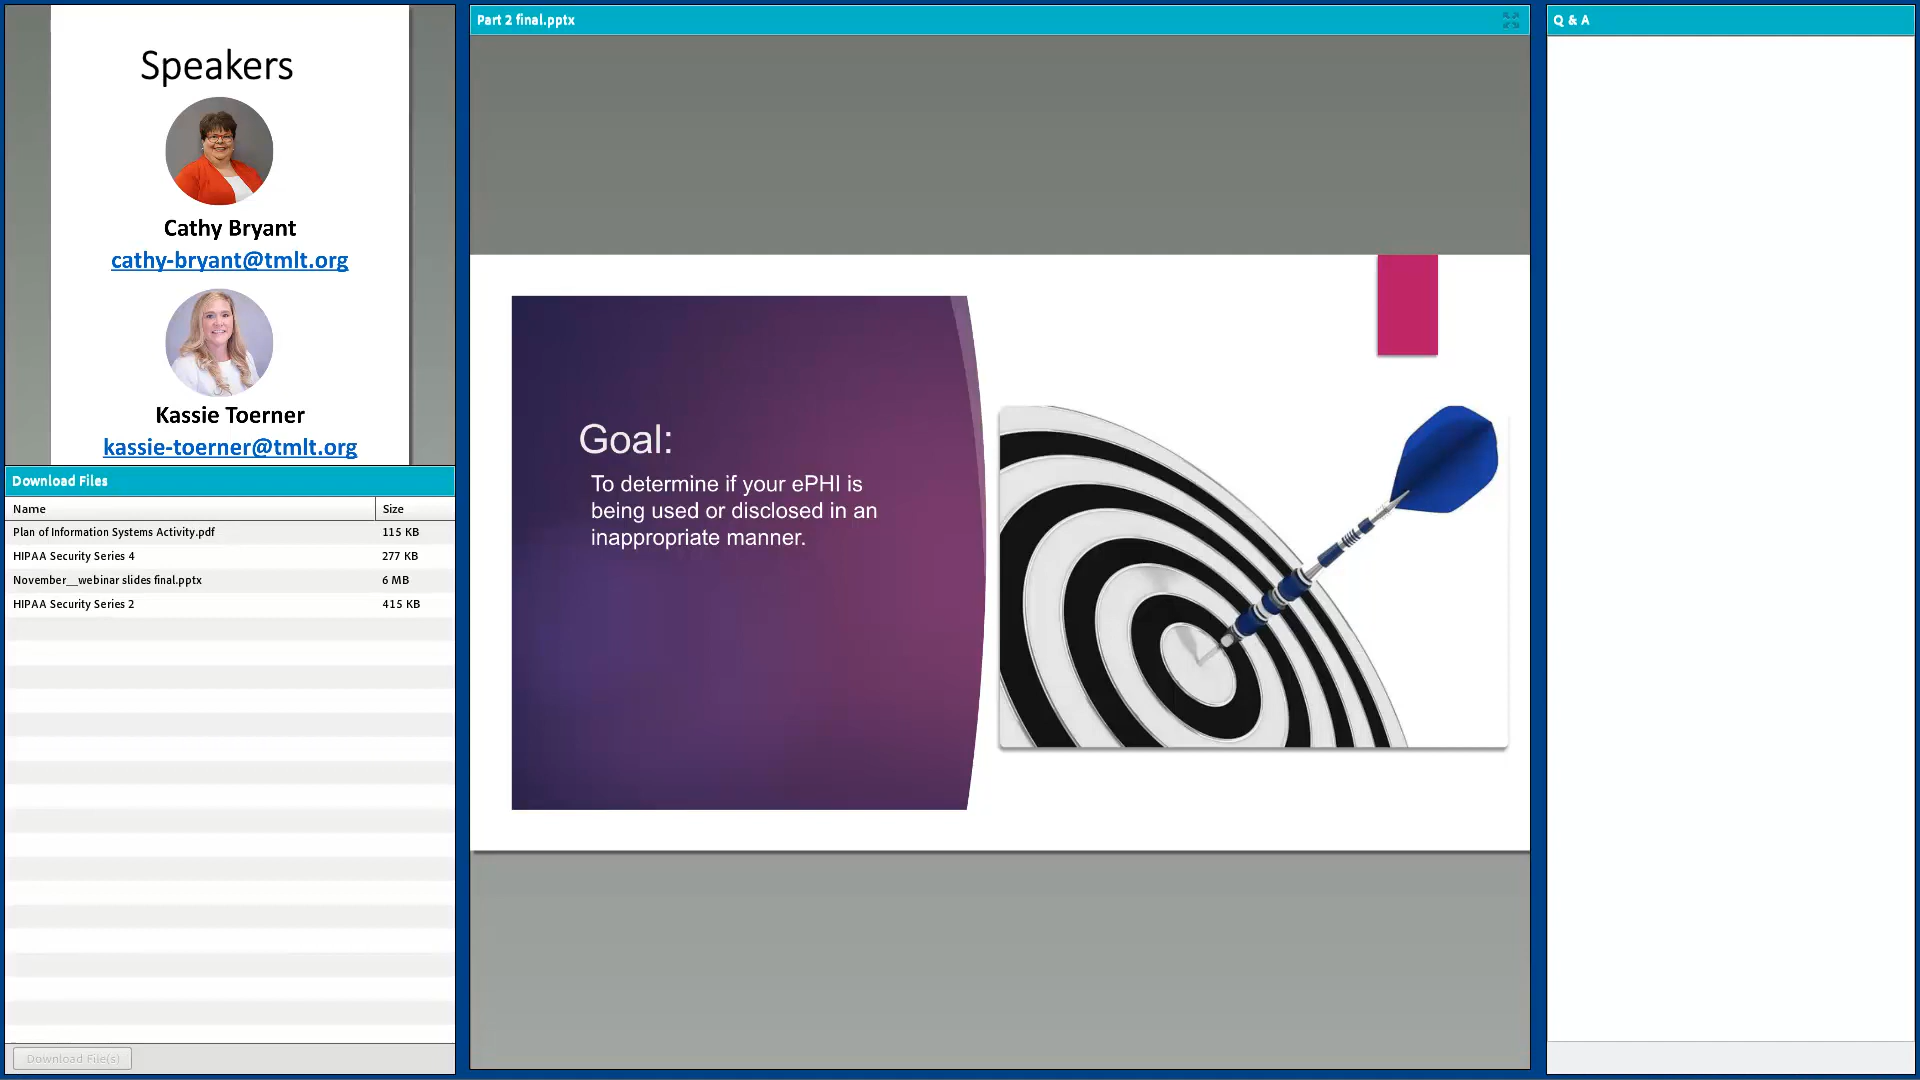 Speakers
Cathy Bryant
cathy-bryant@tmlt.org
Kassie Toerner
kassie-toerner@tmlt.org
Download Files
Name Size
Plan of Information Systems Activity.pdf 115 KB
HIPAA Security Series 4 277 KB
November__webinar slides final.pptx 6 MB
HIPAA Security Series 2 415 KB
Download File(s)
Part 2 final.pptx
Goal:
To determine if your ePHI is
being used or disclosed in an
inappropriate manner.
Q & A